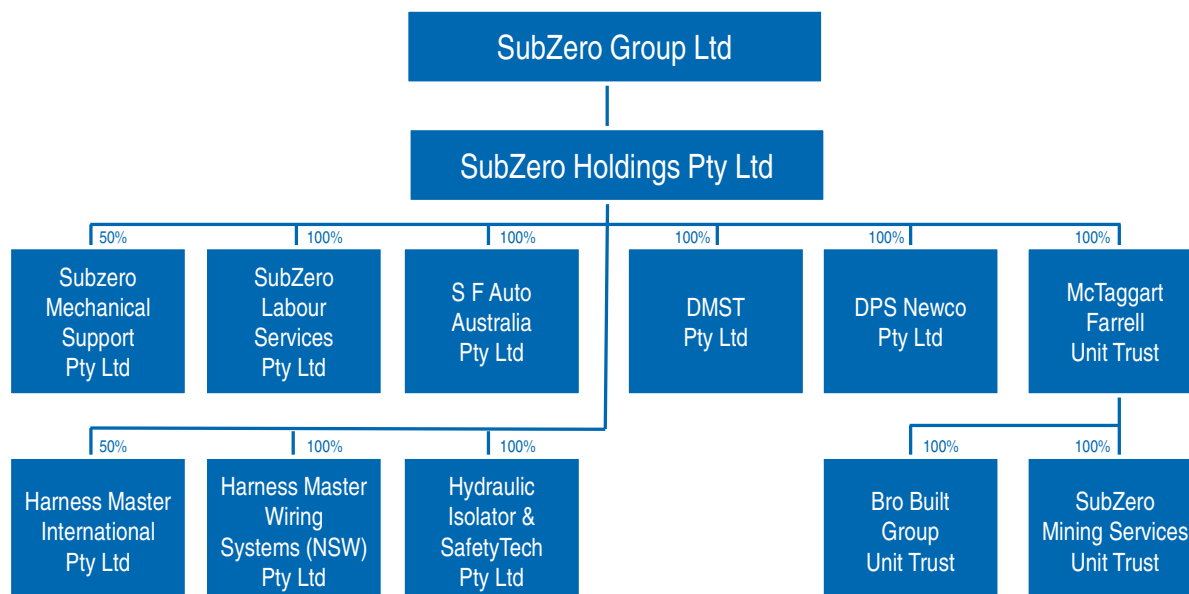 SubZero Group Ltd
SubZero Holdings Pty Ltd
50%
100%
100%
100%
100%
100%
Subzero
Mechanical
Support
Pty Ltd
SubZero
Labour
Services
Pty Ltd
S F Auto
Australia
Pty Ltd
DMST
Pty Ltd
DPS Newco
Pty Ltd
McTaggart
Farrell
Unit Trust
50%
100%
100%
100%
100%
Harness Master
International
Pty Ltd
Harness Master
Wiring
Systems (NSW)
Pty Ltd
Hydraulic
Isolator &
SafetyTech
Pty Ltd
Bro Built
Group
Unit Trust
SubZero
Mining Services
Unit Trust